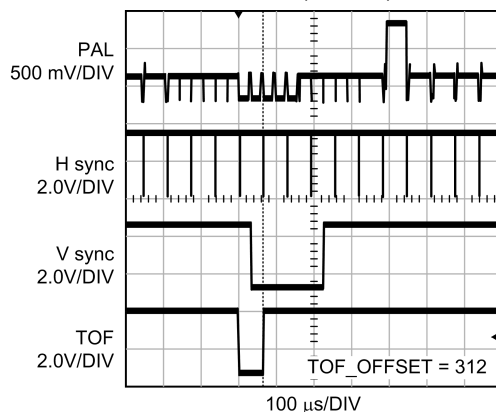 PAL
500 mV/DIV
H sync
2.0V/DIV
V sync
2.0V/DIV
TOF
2.0V/DIV
TOF_OFFSET = 312
100 µs/DIV